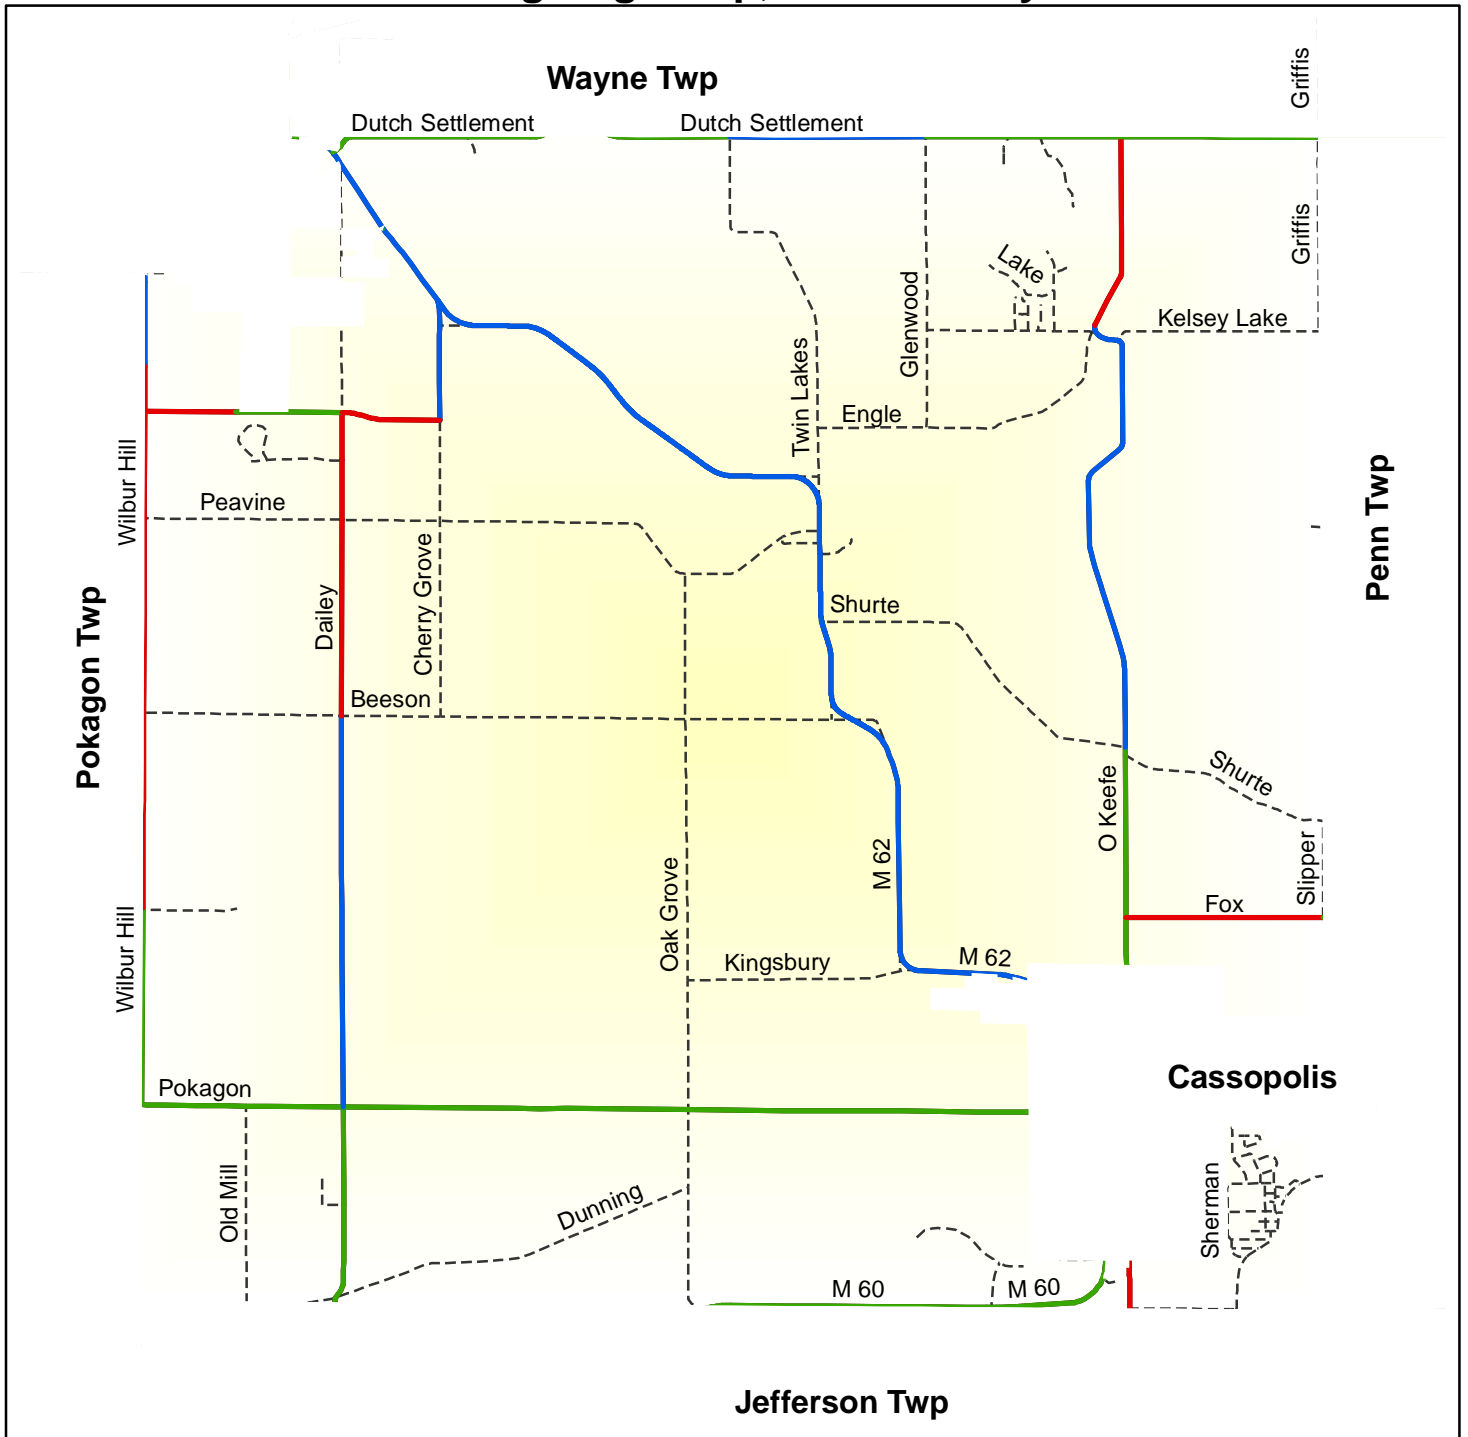 Wayne Twp
Griffis
Dutch Settlement
Dutch Settlement
Griffis
Lake
Glenwood
Kelsey Lake
Twin Lakes
Engle
Wilbur Hill
Peavine
Penn Twp
Cherry Grove
Dailey
Shurte
Pokagon Twp
Beeson
Shurte
O Keefe
M 62
Slipper
Oak Grove
Fox
Wilbur Hill
Kingsbury
M 62
Cassopolis
Pokagon
Old Mill
Dunning
Sherman
M 60
M 60
Jefferson Twp